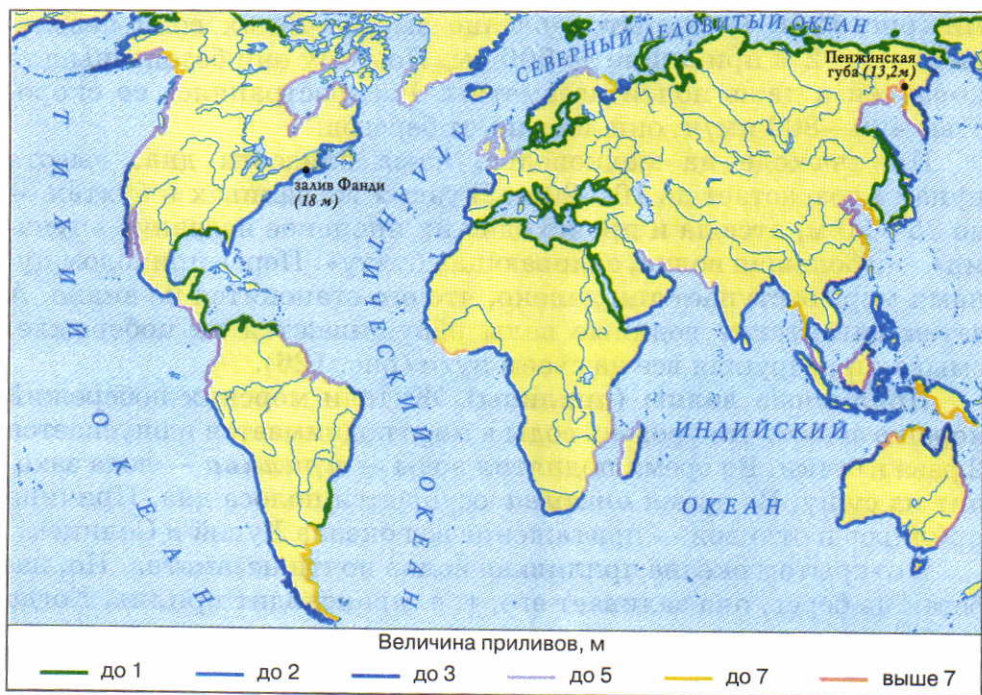 СЕВЕРНЫЙ ЛЕДОВИТЫЙ ОКЕАН
Пенжинская
губа (13,2м)
ТИХИЙ ОКЕАН
АТЛАНТИЧЕСКИЙ ОКЕАН
залив Фанди
(18 м)
ИНДИЙСКИЙ
ОКЕАН
Величина приливов, м
до 1
до 2
до 3
до 5
до 7
выше 7